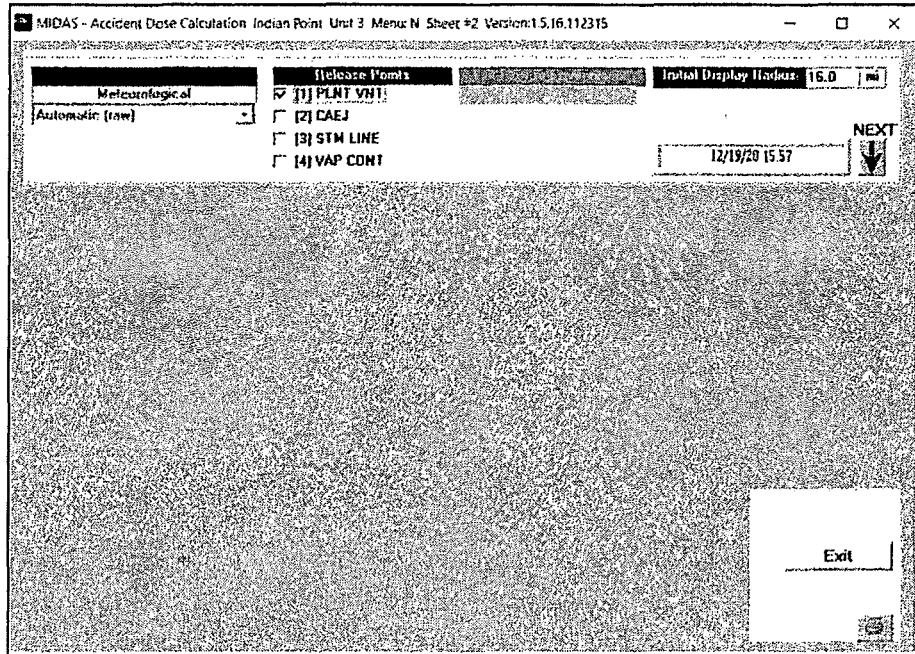 MIDAS - Accident Dose Calculation Indian Point Unit 3 Menu: N Sheet #2 Version:1.5.16.112315
Release Points
Initial Display Radius: 16.0 mi
Meteorological
[1] PLNT VNT
Automatic (raw)
[2] CAEJ
[3] STM LINE
NEXT
[4] VAP CONT
12/19/20 15.57
Exit